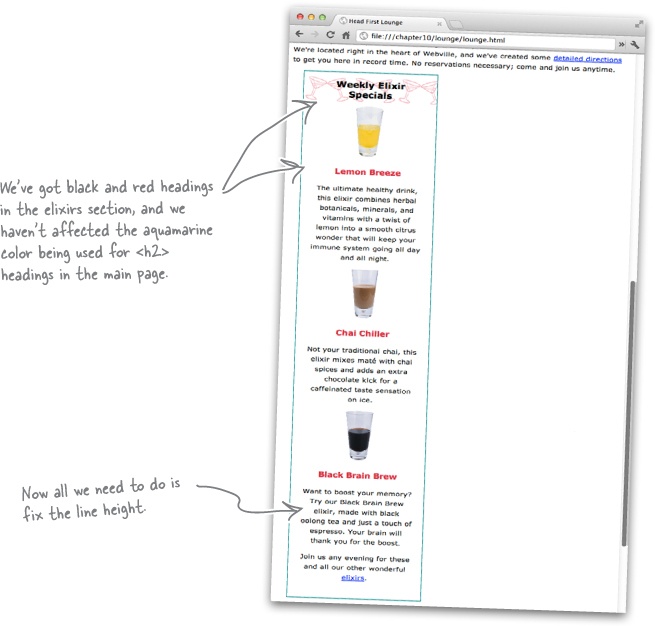 Head First Lounge
file:///chapter10/lounge/lounge.html
We're located right in the heart of Webville, and we've created some detailed directions
to get you here in record time. No reservations necessary; come and join us anytime.
Weekly Elixir
Specials
Lemon Breeze
The ultimate healthy drink,
this elixir combines herbal
botanicals, minerals, and
vitamins with a twist of
lemon into a smooth citrus
wonder that will keep your
immune system going all day
and all night.
We've got black and red headings
in the elixirs section, and we
haven't affected the aquamarine
color being used for <h2>
headings in the main page.
Chai Chiller
Not your traditional chai, this
elixir mixes maté with chai
spices and adds an extra
chocolate kick for a
caffeinated taste sensation
on ice.
Black Brain Brew
Want to boost your memory?
Try our Black Brain Brew
elixir, made with black
oolong tea and just a touch of
espresso. Your brain will
thank you for the boost.
Join us any evening for these
and all our other wonderful
elixirs.
Now all we need to do is
fix the line height.